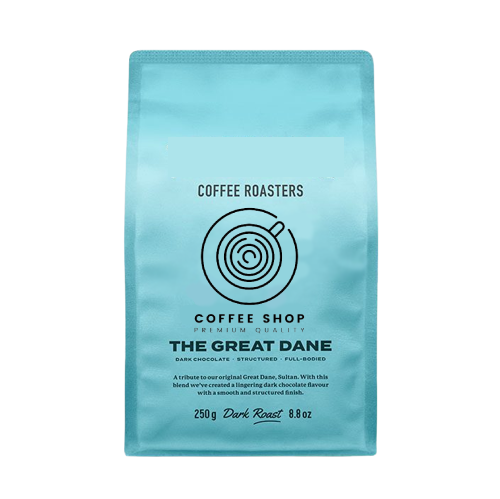 COFFEE ROASTERS
COFFEE SHOP
PREMIUM QUALITY
THE GREAT DANE
DARK CHOCOLATE · STRUCTURED · FULL-BODIED
A tribute to our original Great Dane, Sultan. With this
blend we've created a lingering dark chocolate flavour
with a smooth and structured finish.
250 g Dark Roast 8.8 oz